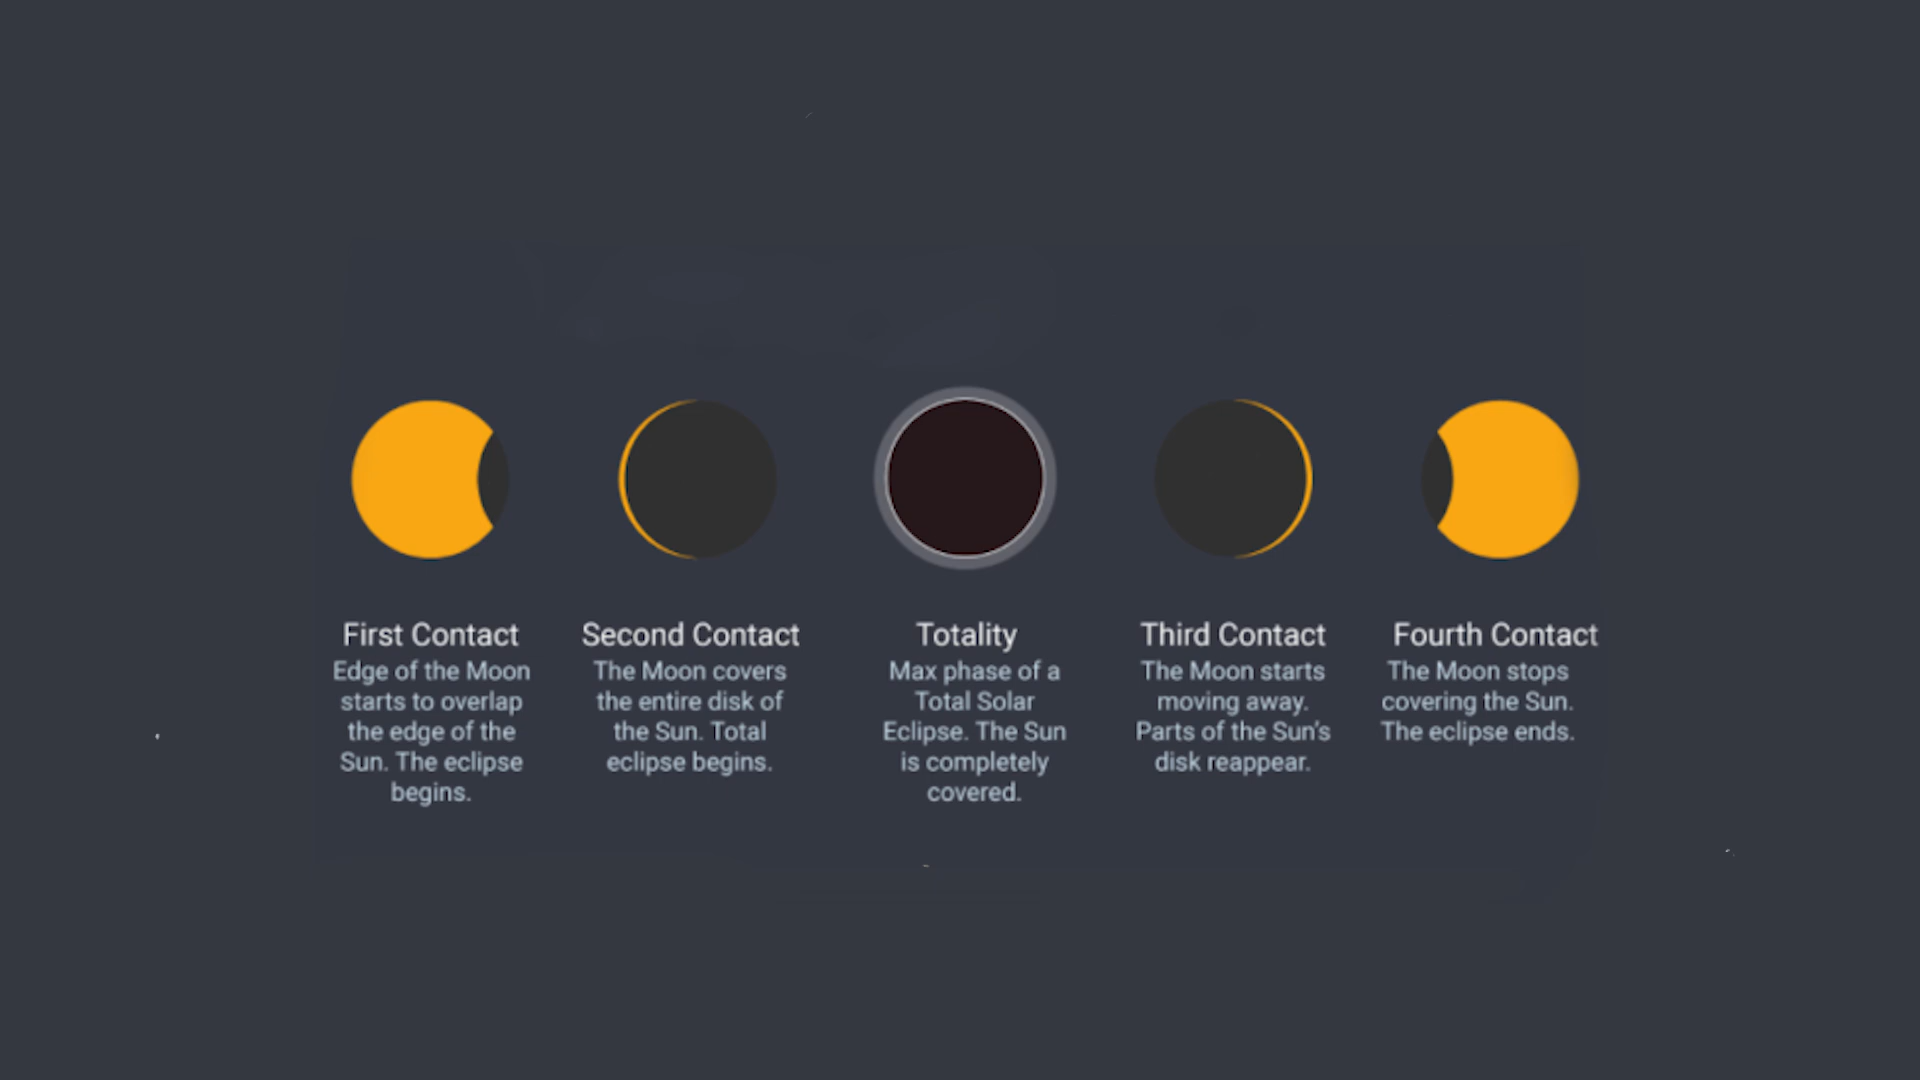 First Contact
Edge of the Moon
starts to overlap
the edge of the
Sun. The eclipse
begins.
Second Contact
The Moon covers
the entire disk of
the Sun. Total
eclipse begins.
Totality
Max phase of a
Total Solar
Eclipse. The Sun
is completely
covered.
Third Contact
The Moon starts
moving away.
Parts of the Sun's
disk reappear.
Fourth Contact
The Moon stops
covering the Sun.
The eclipse ends.